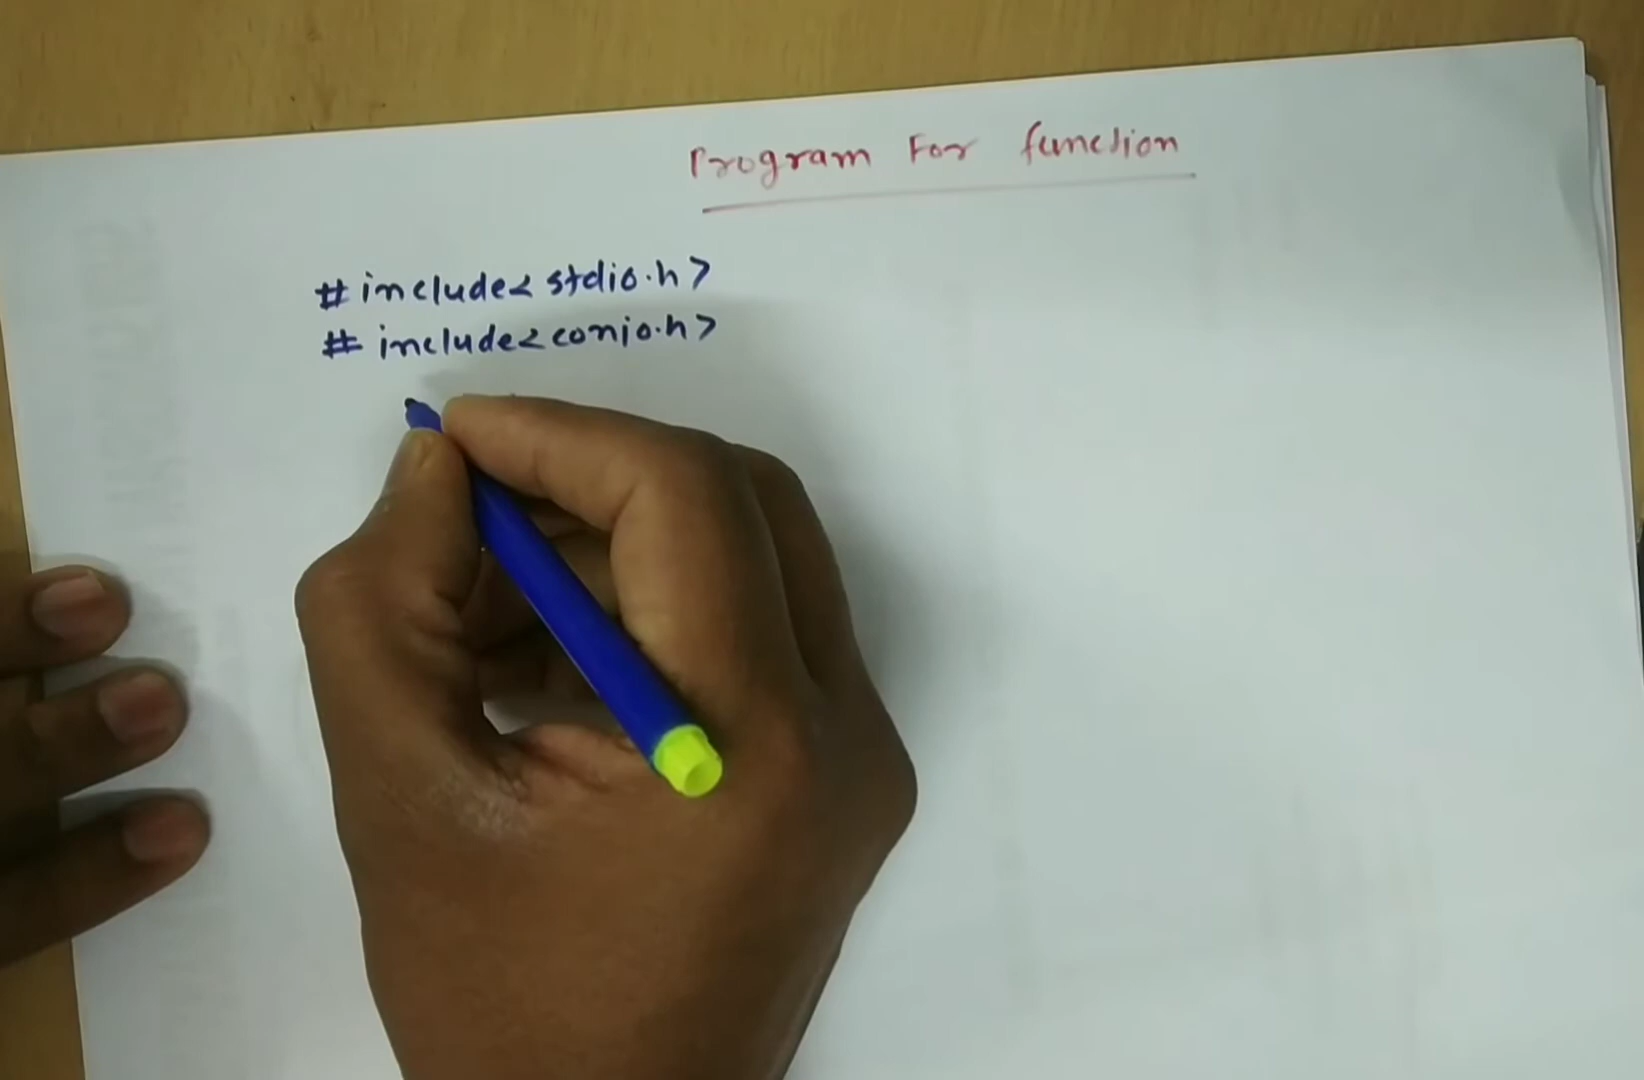 Program For function
# include< stdio.h>
# include<conio.h>